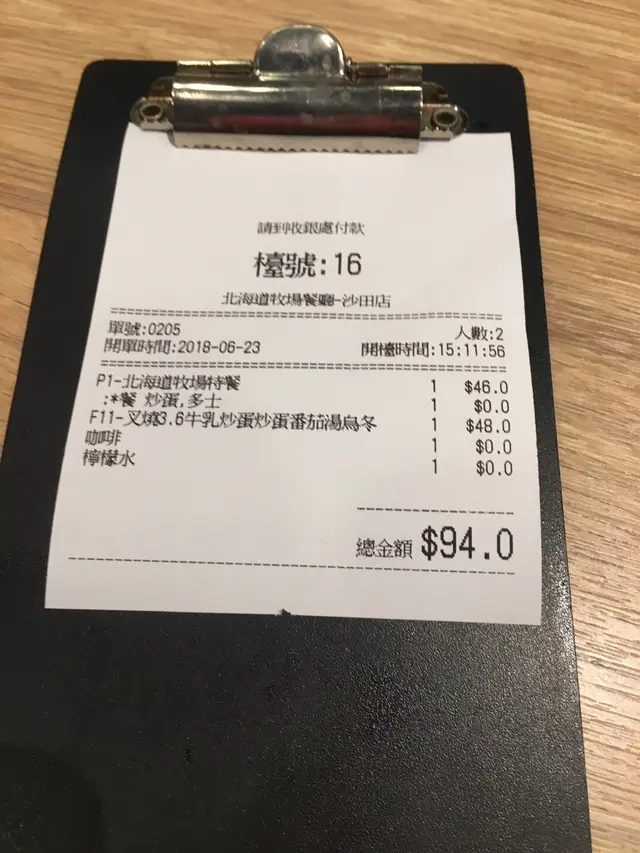 請到收銀處付款
檯號:16
北海道牧場餐廳-沙田店
單號:0205 人數:2
開單時間:2018-06-23 開檯時間:15:11:56
P1-北海道牧場特餐 1 $46.0
:*餐 炒蛋,多士 1 $0.0
F11-叉燒3.6牛乳炒蛋炒蛋番茄湯烏冬 1 $48.0
咖啡 1 $0.0
檸檬水 1 $0.0
總金額 $94.0